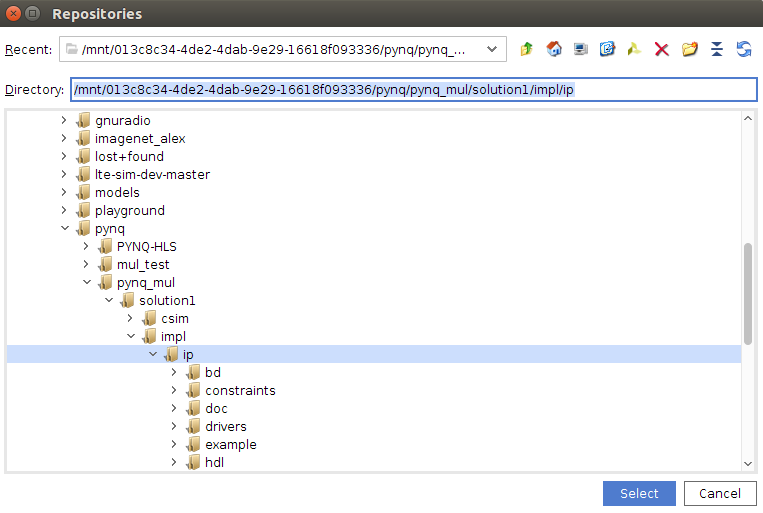 Repositories
Recent: /mnt/013c8c34-4de2-4dab-9e29-16618f093336/pynq/pynq_...
Directory: /mnt/013c8c34-4de2-4dab-9e29-16618f093336/pynq/pynq_mul/solution1/impl/ip
gnuradio
imagenet_alex
lost+found
lte-sim-dev-master
models
playground
pynq
PYNQ-HLS
mul_test
pynq_mul
solution1
csim
impl
ip
bd
constraints
doc
drivers
example
hdl
Select Cancel